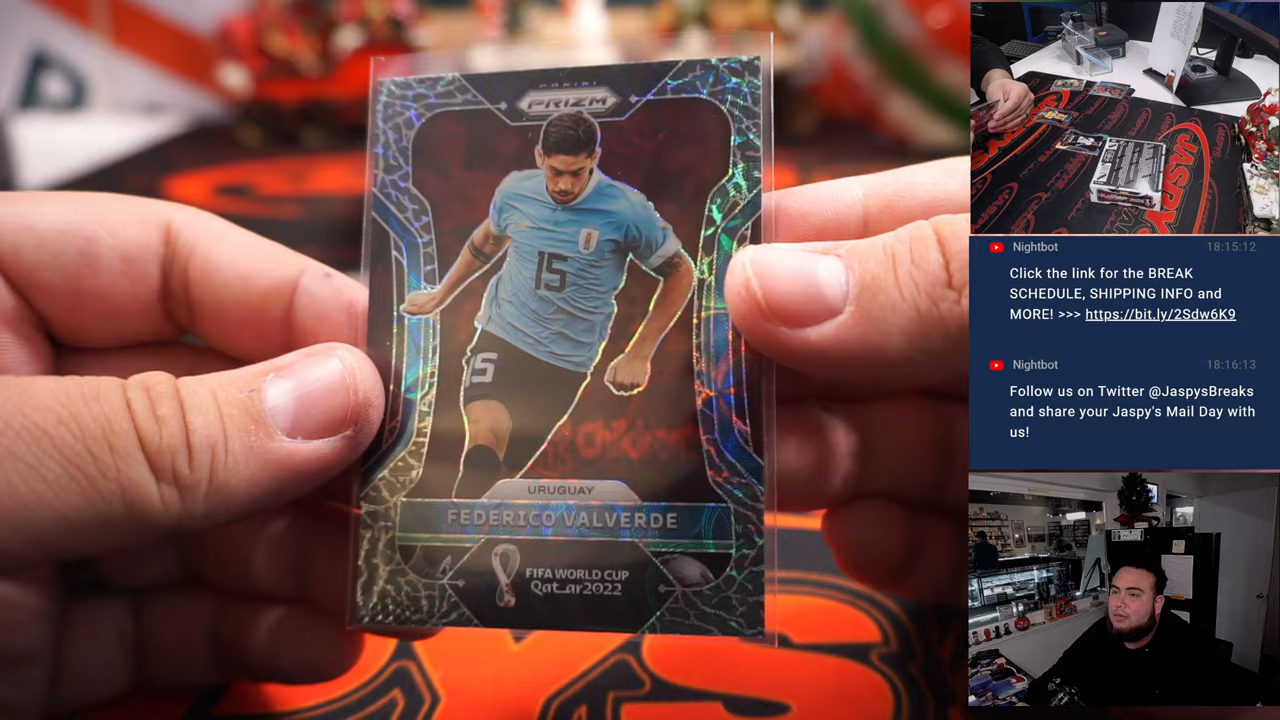 PANINI
PRIZM
15
15
URUGUAY
FEDERICO VALVERDE
FIFA WORLD CUP
Qatar2022
JASPY
Nightbot 18:15:12
Click the link for the BREAK
SCHEDULE, SHIPPING INFO and
MORE! >>> https://bit.ly/2Sdw6K9
Nightbot 18:16:13
Follow us on Twitter @JaspysBreaks
and share your Jaspy's Mail Day with
us!